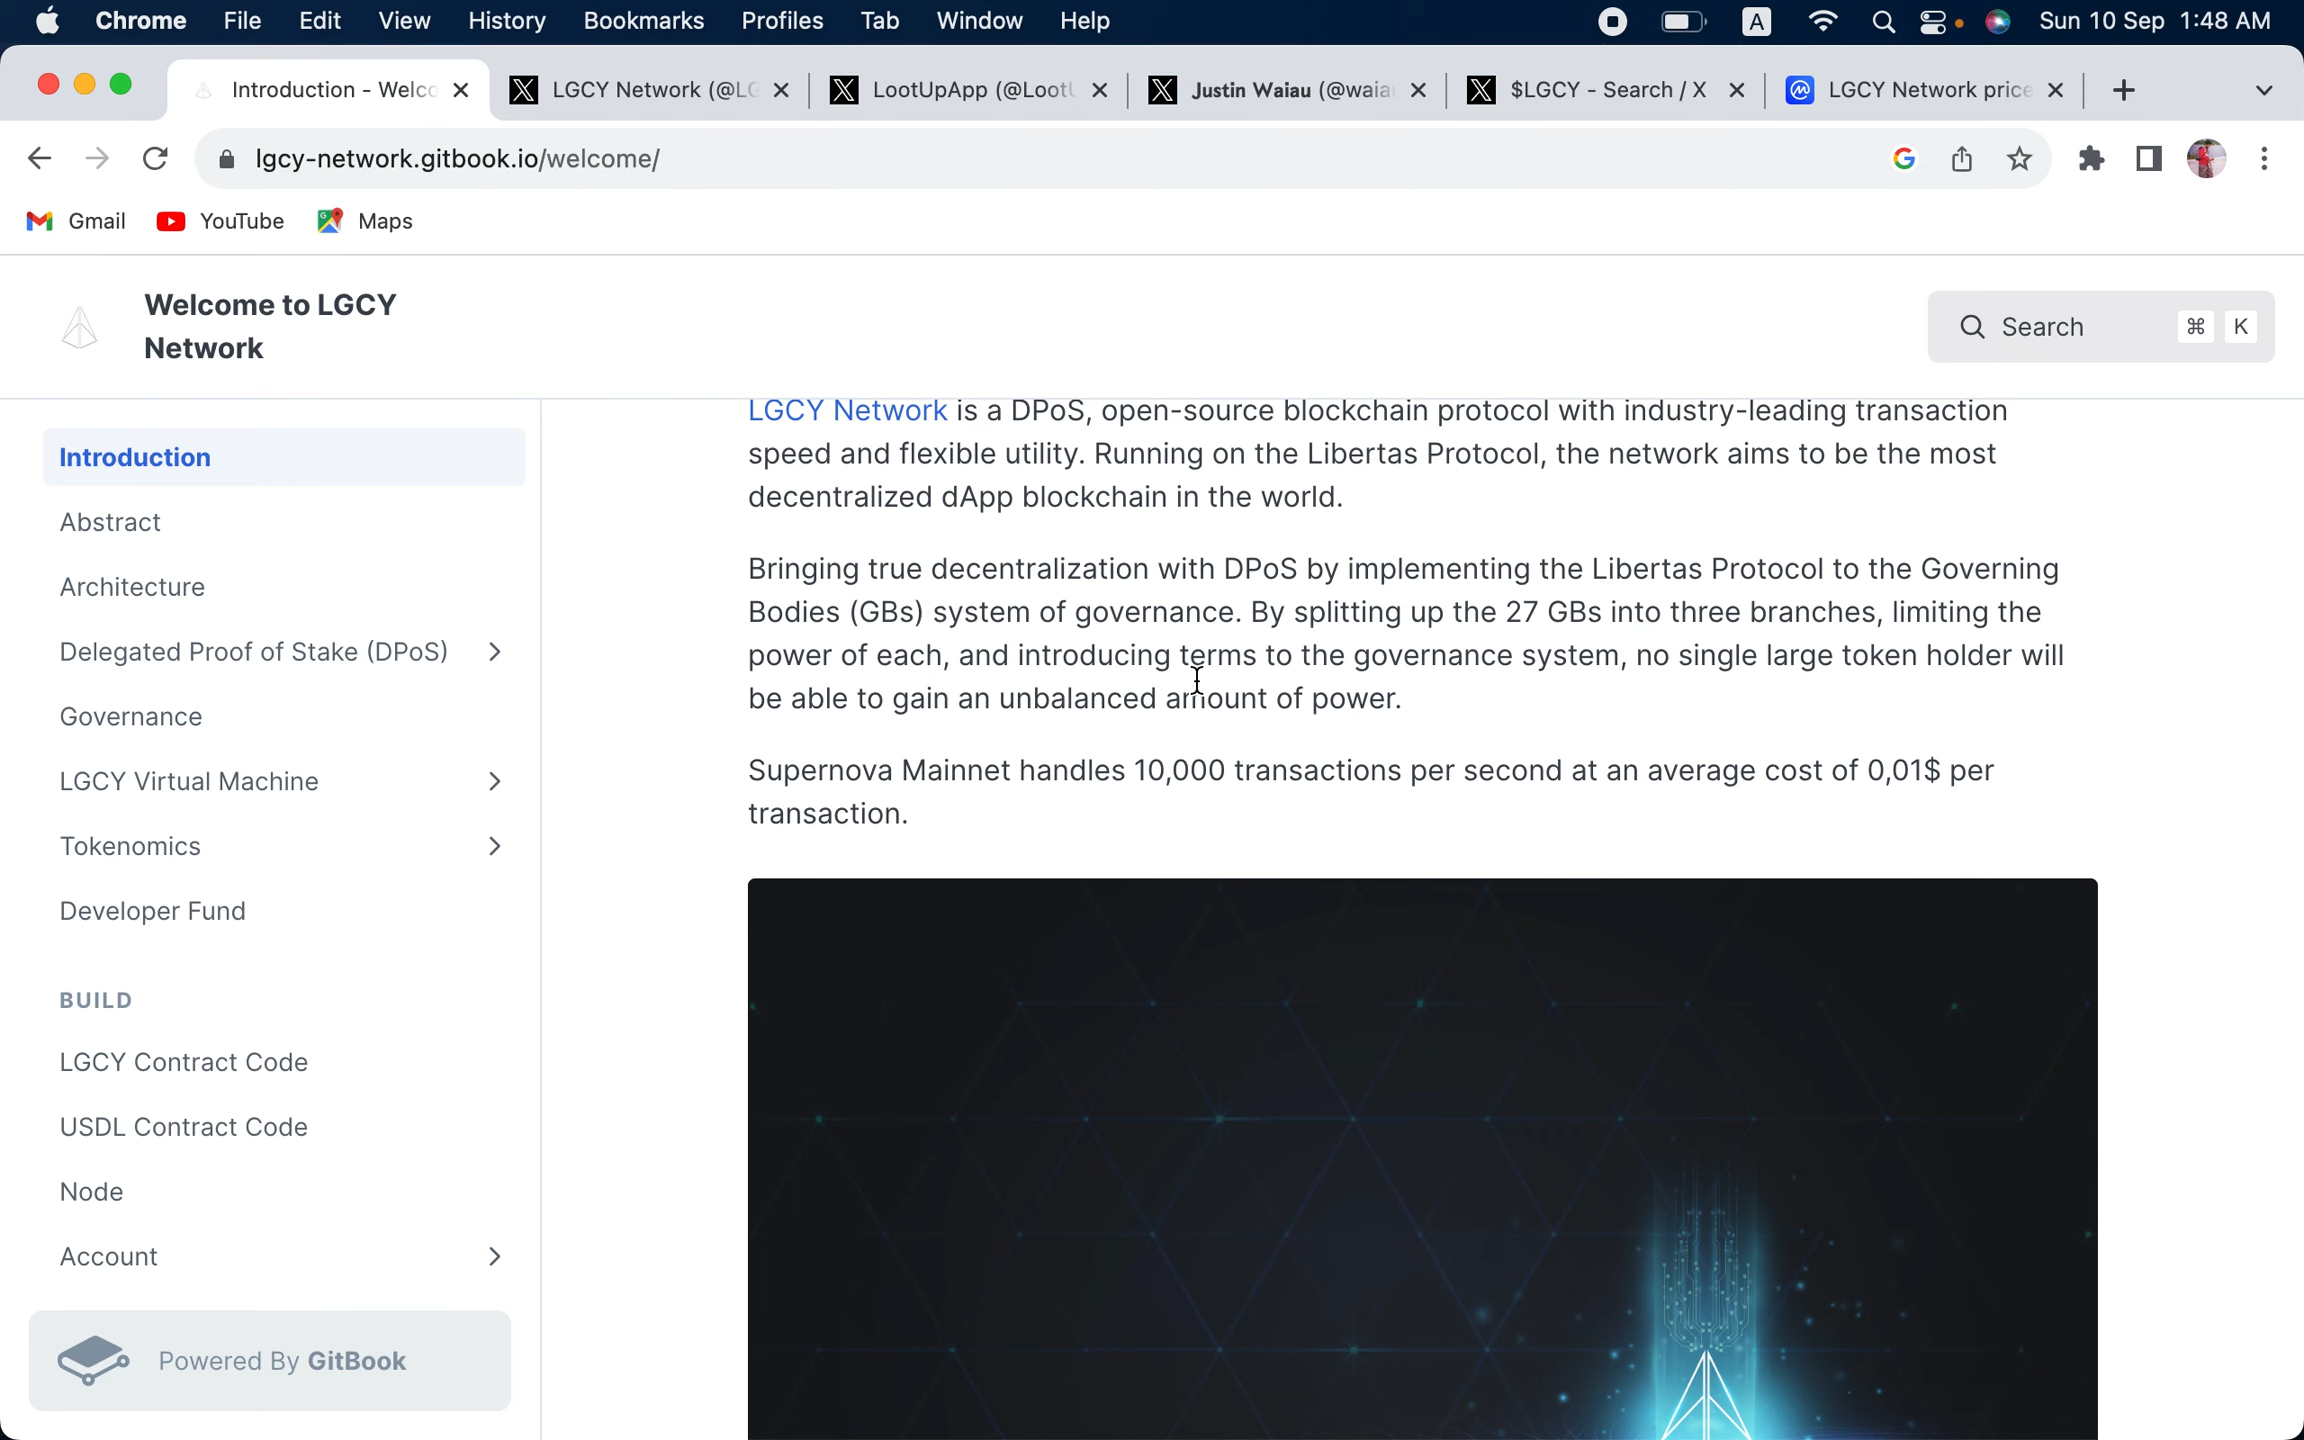 Chrome File Edit View History Bookmarks Profiles Tab Window Help A Sun 10 Sep 1:48 AM
Introduction - Welco LGCY Network (@LG LootUpApp (@Loot Justin Waiau (@waia $LGCY - Search / X LGCY Network price
lgcy-network.gitbook.io/welcome/
Gmail YouTube Maps
Welcome to LGCY
Network
Search ⌘ K
Introduction
Abstract
Architecture
Delegated Proof of Stake (DPoS)
Governance
LGCY Virtual Machine
Tokenomics
Developer Fund
BUILD
LGCY Contract Code
USDL Contract Code
Node
Account
Powered By GitBook
LGCY Network is a DPoS, open-source blockchain protocol with industry-leading transaction
speed and flexible utility. Running on the Libertas Protocol, the network aims to be the most
decentralized dApp blockchain in the world.
Bringing true decentralization with DPoS by implementing the Libertas Protocol to the Governing
Bodies (GBs) system of governance. By splitting up the 27 GBs into three branches, limiting the
power of each, and introducing terms to the governance system, no single large token holder will
be able to gain an unbalanced amount of power.
Supernova Mainnet handles 10,000 transactions per second at an average cost of 0,01$ per
transaction.